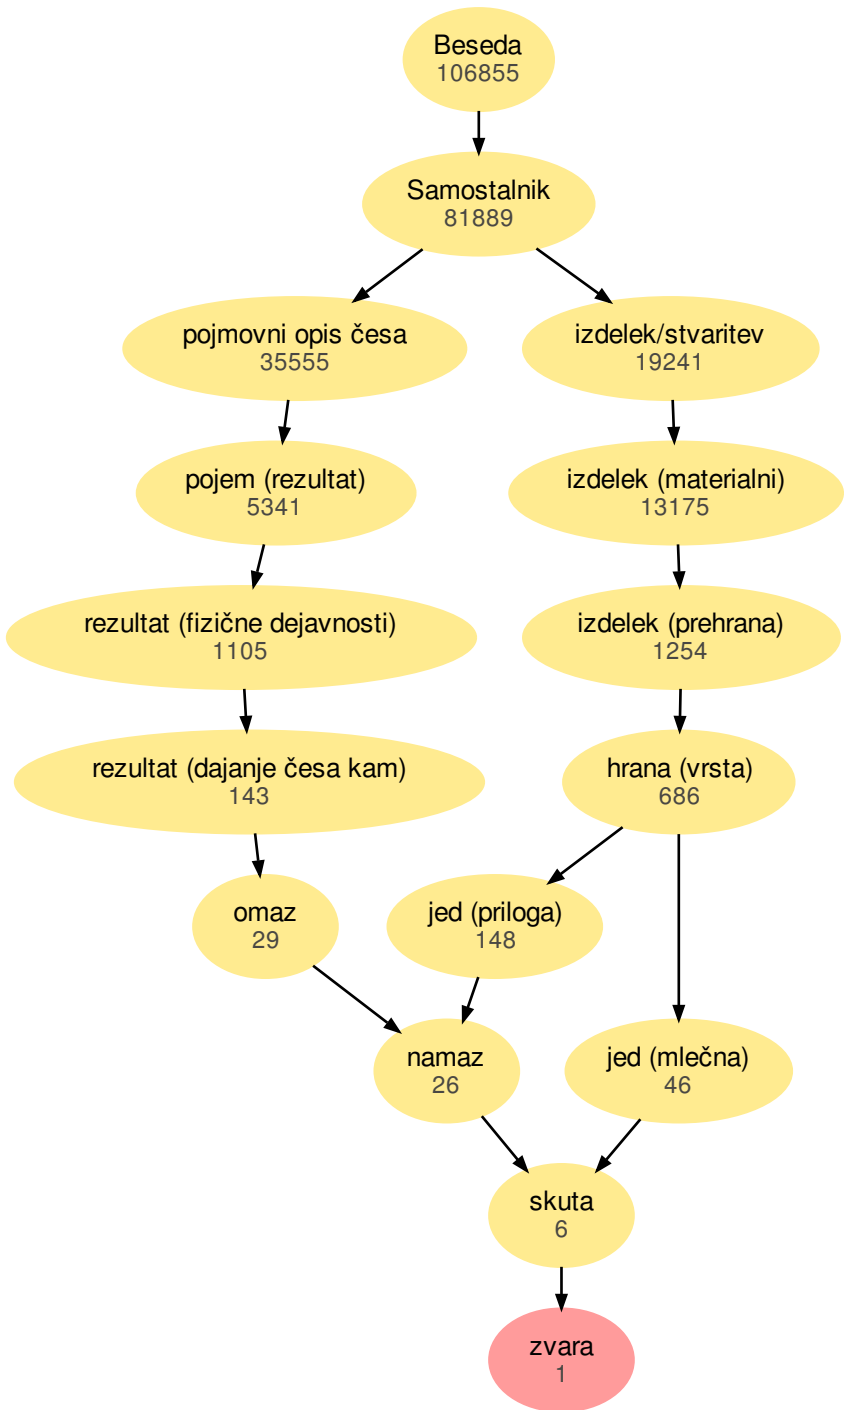 Beseda
106855
Samostalnik
81889
pojmovni opis česa
35555
izdelek/stvaritev
19241
pojem (rezultat)
5341
izdelek (materialni)
13175
rezultat (fizične dejavnosti)
1105
izdelek (prehrana)
1254
rezultat (dajanje česa kam)
143
hrana (vrsta)
686
omaz
29
jed (priloga)
148
namaz
26
jed (mlečna)
46
skuta
6
zvara
1